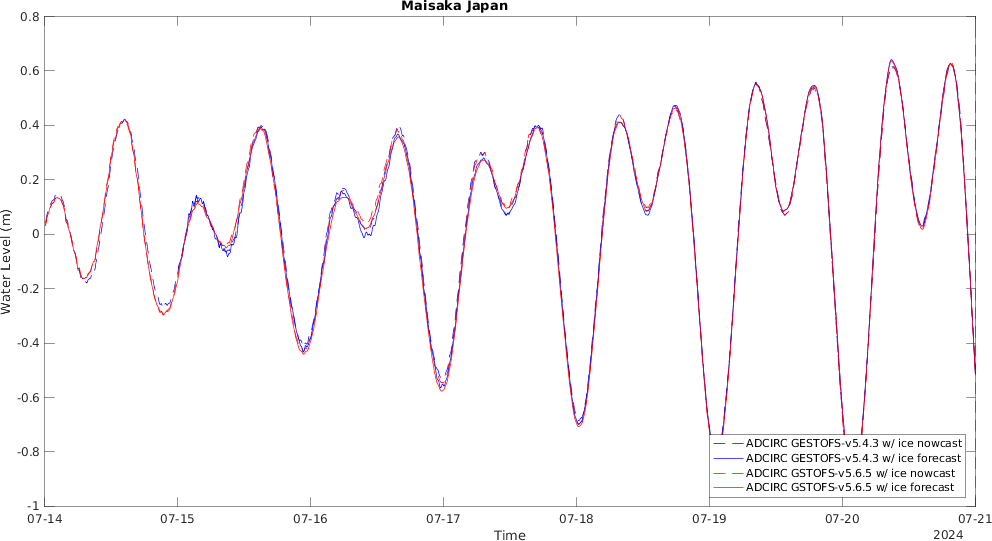 Maisaka Japan
0.8
0.6
0.4
0.2
0
-0.2
-0.4
-0.6
-0.8
-1
Water Level (m)
ADCIRC GESTOFS-v5.4.3 w/ ice nowcast
ADCIRC GESTOFS-v5.4.3 w/ ice forecast
ADCIRC GSTOFS-v5.6.5 w/ ice nowcast
ADCIRC GSTOFS-v5.6.5 w/ ice forecast
07-14 07-15 07-16 07-17 07-18 07-19 07-20 07-21
Time
2024